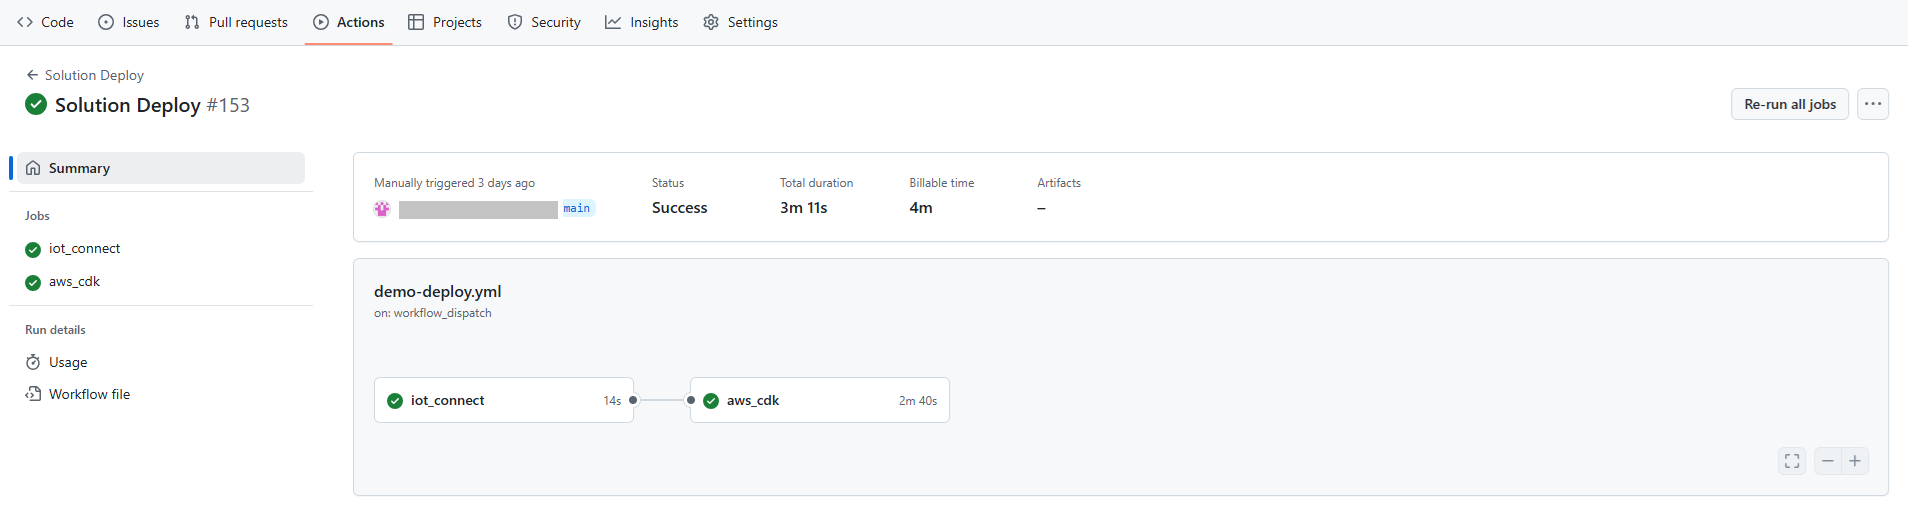 Code Issues Pull requests Actions Projects Security Insights Settings
Solution Deploy
Solution Deploy #153
Re-run all jobs
Summary
Jobs
iot_connect
aws_cdk
Run details
Usage
Workflow file
Manually triggered 3 days ago
main
Status
Success
Total duration
3m 11s
Billable time
4m
Artifacts
–
demo-deploy.yml
on: workflow_dispatch
iot_connect 14s
aws_cdk 2m 40s